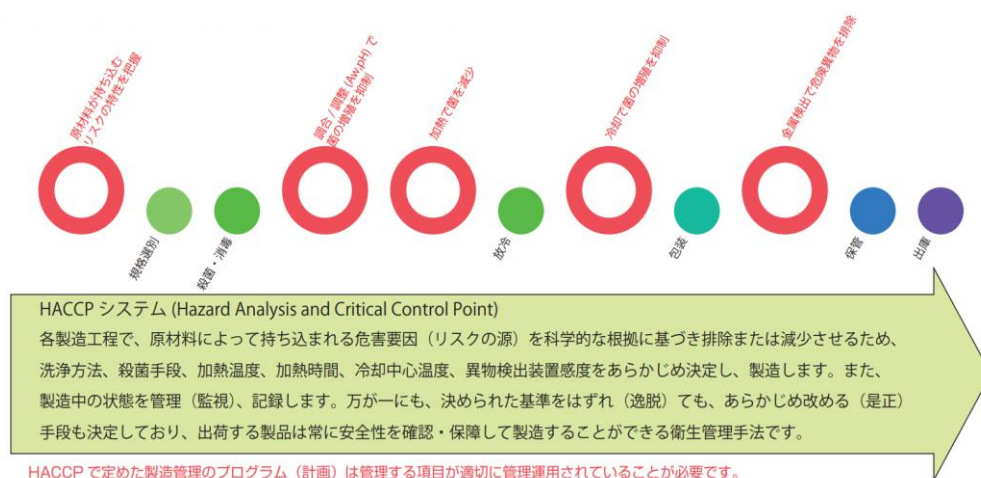 原材料が持ち込む
リスクの特性を把握
規格選別
殺菌・消毒
調合/調整(Aw,pH)で
菌の増殖を抑制
加熱で菌を減少
放冷
冷却で菌の増殖を抑制
包装
金属検出で危険異物を排除
保管
出庫
HACCP システム (Hazard Analysis and Critical Control Point)
各製造工程で、原材料によって持ち込まれる危害要因（リスクの源）を科学的な根拠に基づき排除または減少させるため、
洗浄方法、殺菌手段、加熱温度、加熱時間、冷却中心温度、異物検出装置感度をあらかじめ決定し、製造します。また、
製造中の状態を管理（監視）、記録します。万が一にも、決められた基準をはずれ（逸脱）ても、あらかじめ改める（是正）
手段も決定しており、出荷する製品は常に安全性を確認・保障して製造することができる衛生管理手法です。
HACCP で定めた製造管理のプログラム（計画）は管理する項目が適切に管理運用されていることが必要です。